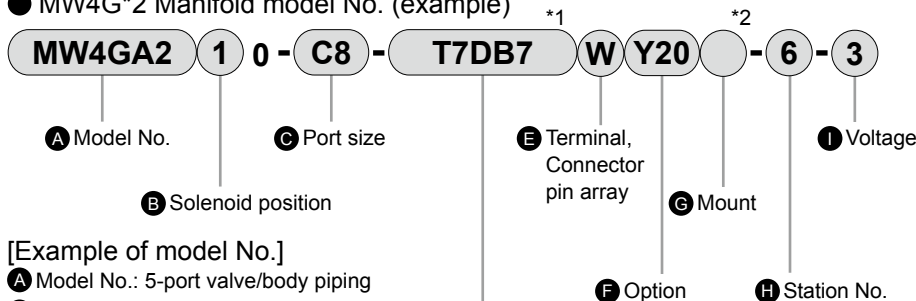 ● MW4G*2 Manifold model No. (example)
*1 *2
MW4GA2 1 0 - C8 - T7DB7 W Y20 - 6 - 3
A Model No.
C Port size
E Terminal, Connector pin array
I Voltage
B Solenoid position
G Mount
[Example of model No.]
A Model No.: 5-port valve/body piping
F Option
H Station No.